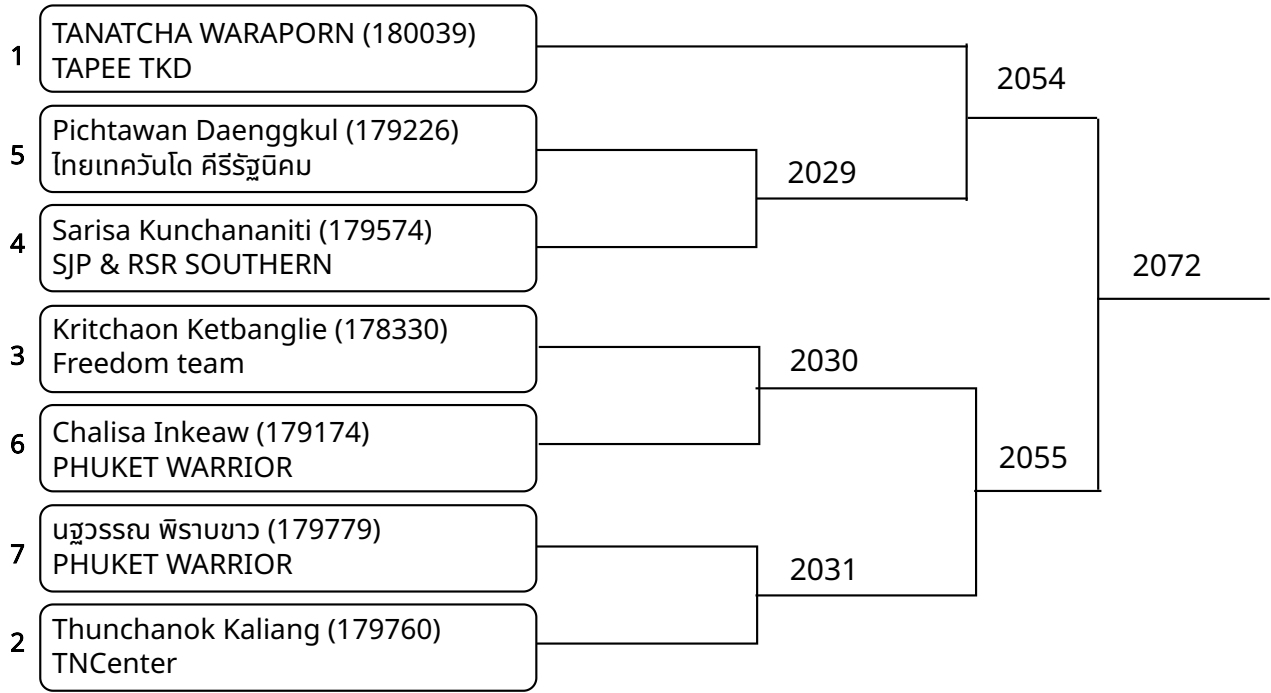 1
TANATCHA WARAPORN (180039)
TAPEE TKD
2054
5
Pichtawan Daenggkul (179226)
ไทยเทควันโด คีรีรัฐนิคม
2029
4
Sarisa Kunchananiti (179574)
SJP & RSR SOUTHERN
2072
3
Kritchaon Ketbanglie (178330)
Freedom team
2030
6
Chalisa Inkeaw (179174)
PHUKET WARRIOR
2055
7
นฐวรรณ พิราบขาว (179779)
PHUKET WARRIOR
2031
2
Thunchanok Kaliang (179760)
TNCenter